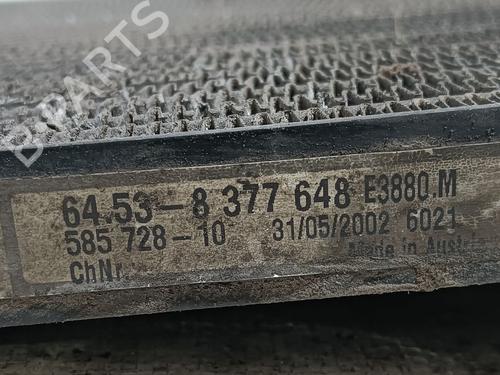 B-PARTS
64.53-8 377 648 E3880.M
585 728-10 31/05/2002 6021
ChNr. Made in Austria